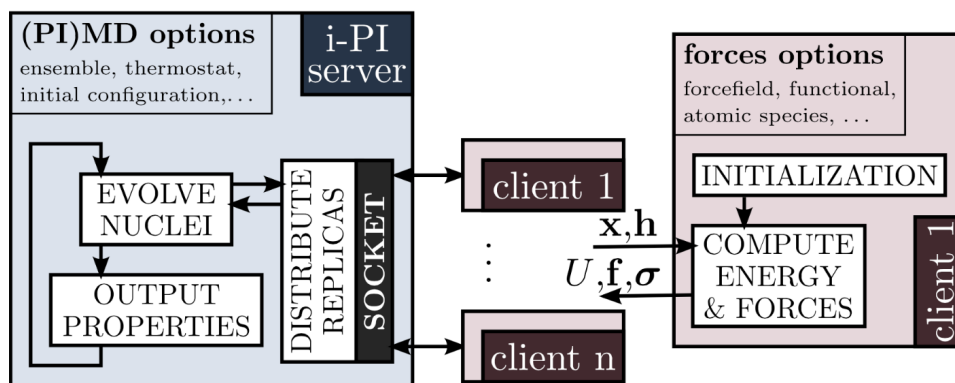 (PI)MD options
ensemble, thermostat,
initial configuration,...
i-PI
server
EVOLVE
NUCLEI
OUTPUT
PROPERTIES
DISTRIBUTE
REPLICAS
SOCKET
client 1
⋮
client n
x,h
U,f,σ
forces options
forcefield, functional,
atomic species, ...
INITIALIZATION
COMPUTE
ENERGY
& FORCES
client 1